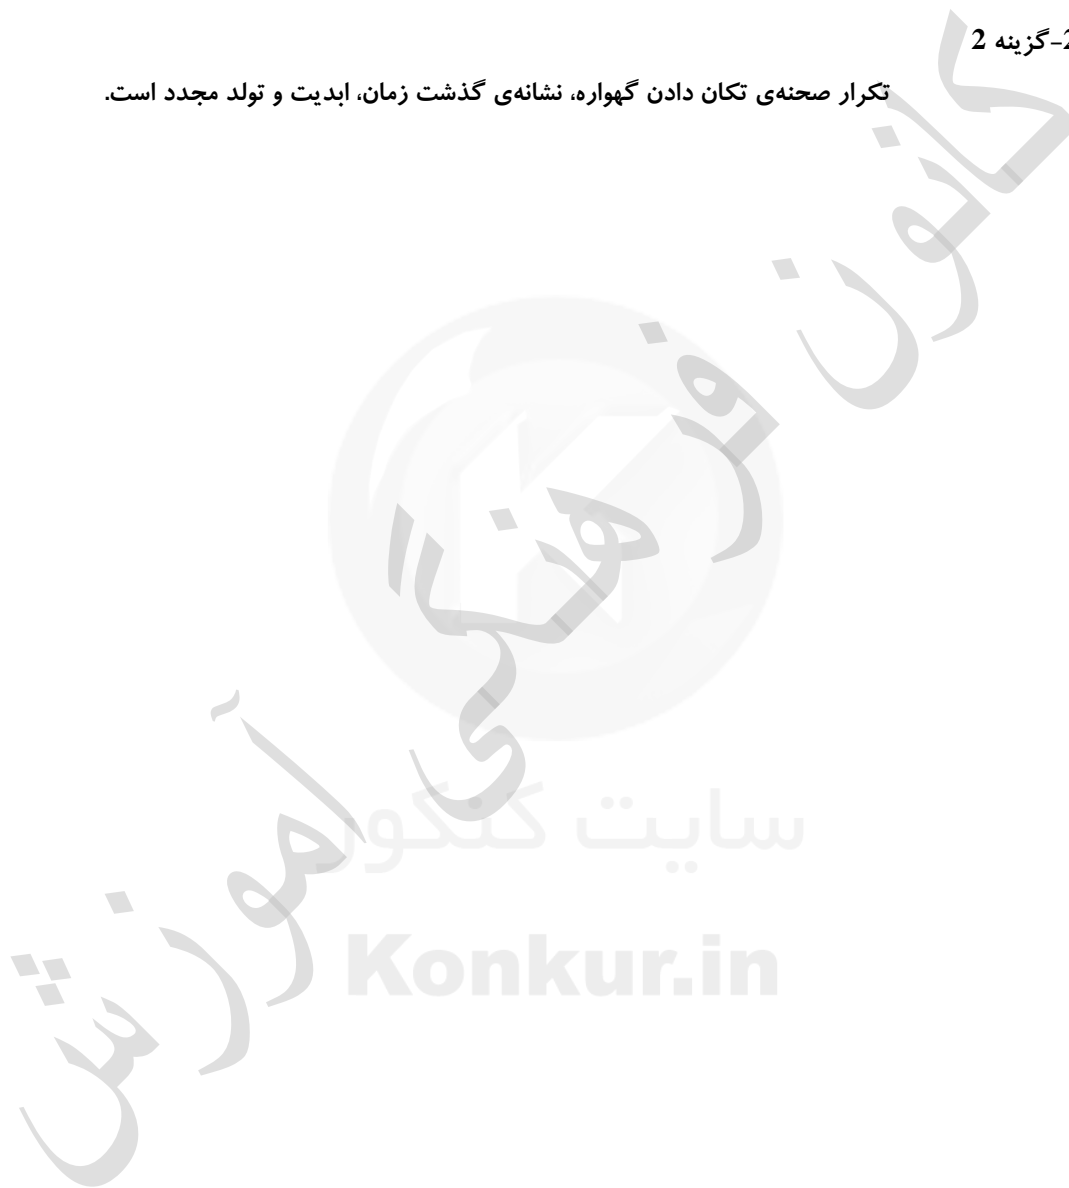 2-گزینه 2
تکرار صحنه‌ی تکان دادن گهواره، نشانه‌ی گذشت زمان، ابدیت و تولد مجدد است.
کانون فرهنگی آموزش
سایت کنکور
Konkur.in